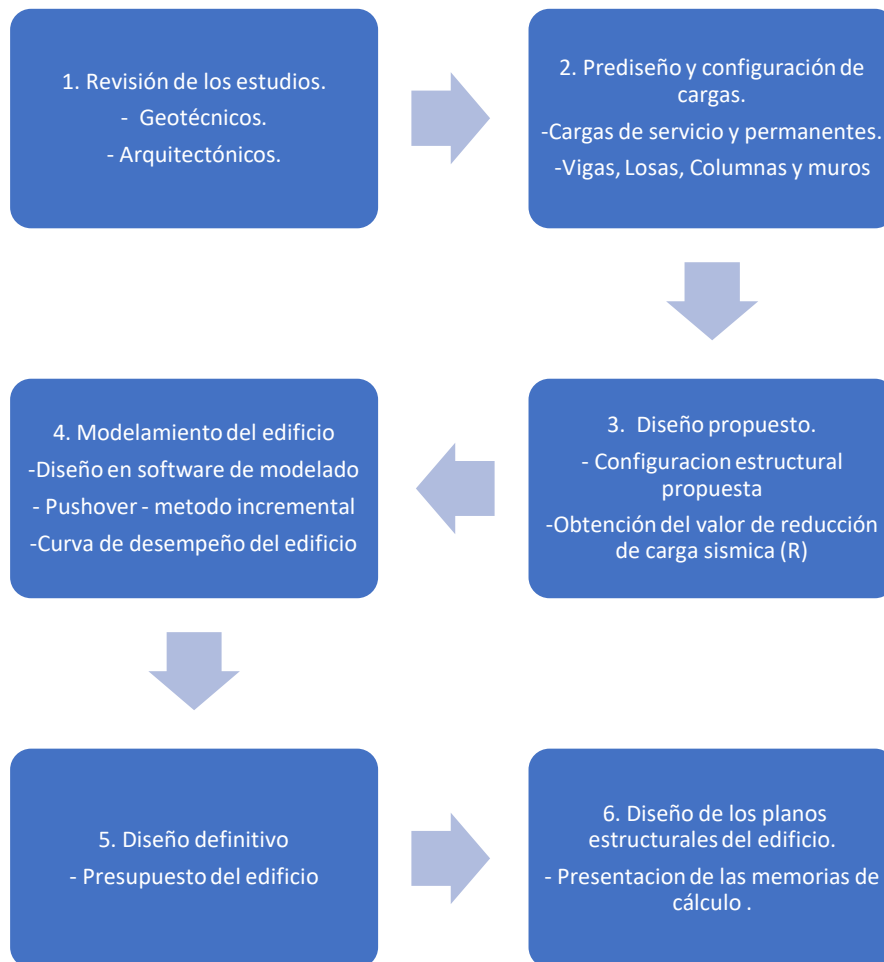 1. Revisión de los estudios.
- Geotécnicos.
- Arquitectónicos.
2. Prediseño y configuración de
cargas.
-Cargas de servicio y permanentes.
-Vigas, Losas, Columnas y muros
3. Diseño propuesto.
- Configuracion estructural
propuesta
-Obtención del valor de reducción
de carga sismica (R)
4. Modelamiento del edificio
-Diseño en software de modelado
- Pushover - metodo incremental
-Curva de desempeño del edificio
5. Diseño definitivo
- Presupuesto del edificio
6. Diseño de los planos
estructurales del edificio.
- Presentacion de las memorias de
cálculo .